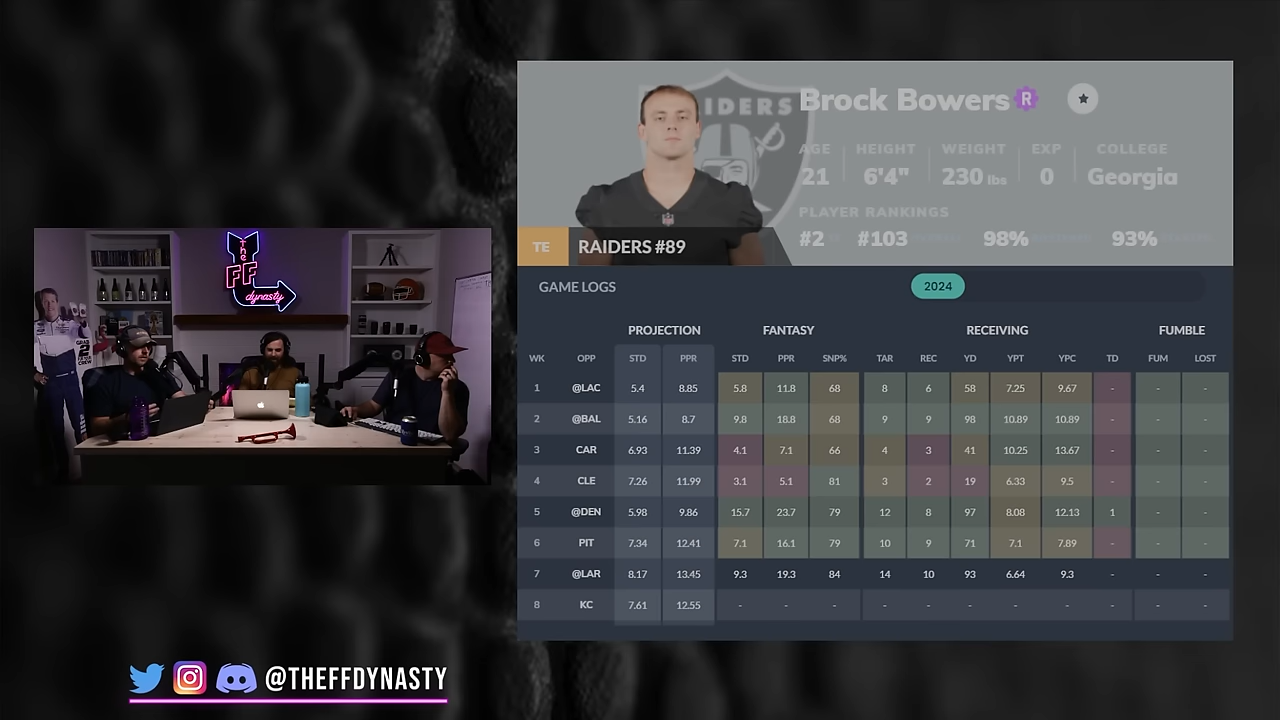 The
FF
dynasty
RAIDERS
Brock Bowers R
AGE HEIGHT WEIGHT EXP COLLEGE
21 6'4" 230 lbs 0 Georgia
PLAYER RANKINGS
#2 #103 98% 93%
TE RAIDERS #89
GAME LOGS 2024
PROJECTION FANTASY RECEIVING FUMBLE
WK OPP STD PPR STD PPR SNP% TAR REC YD YPT YPC TD FUM LOST
1 @LAC 5.4 8.85 5.8 11.8 68 8 6 58 7.25 9.67 - - -
2 @BAL 5.16 8.7 9.8 18.8 68 9 9 98 10.89 10.89 - - -
3 CAR 6.93 11.39 4.1 7.1 66 4 3 41 10.25 13.67 - - -
4 CLE 7.26 11.99 3.1 5.1 81 3 2 19 6.33 9.5 - - -
5 @DEN 5.98 9.86 15.7 23.7 79 12 8 97 8.08 12.13 1 - -
6 PIT 7.34 12.41 7.1 16.1 79 10 9 71 7.1 7.89 - - -
7 @LAR 8.17 13.45 9.3 19.3 84 14 10 93 6.64 9.3 - - -
8 KC 7.61 12.55 - - - - - - - - - - -
@THEFFDYNASTY